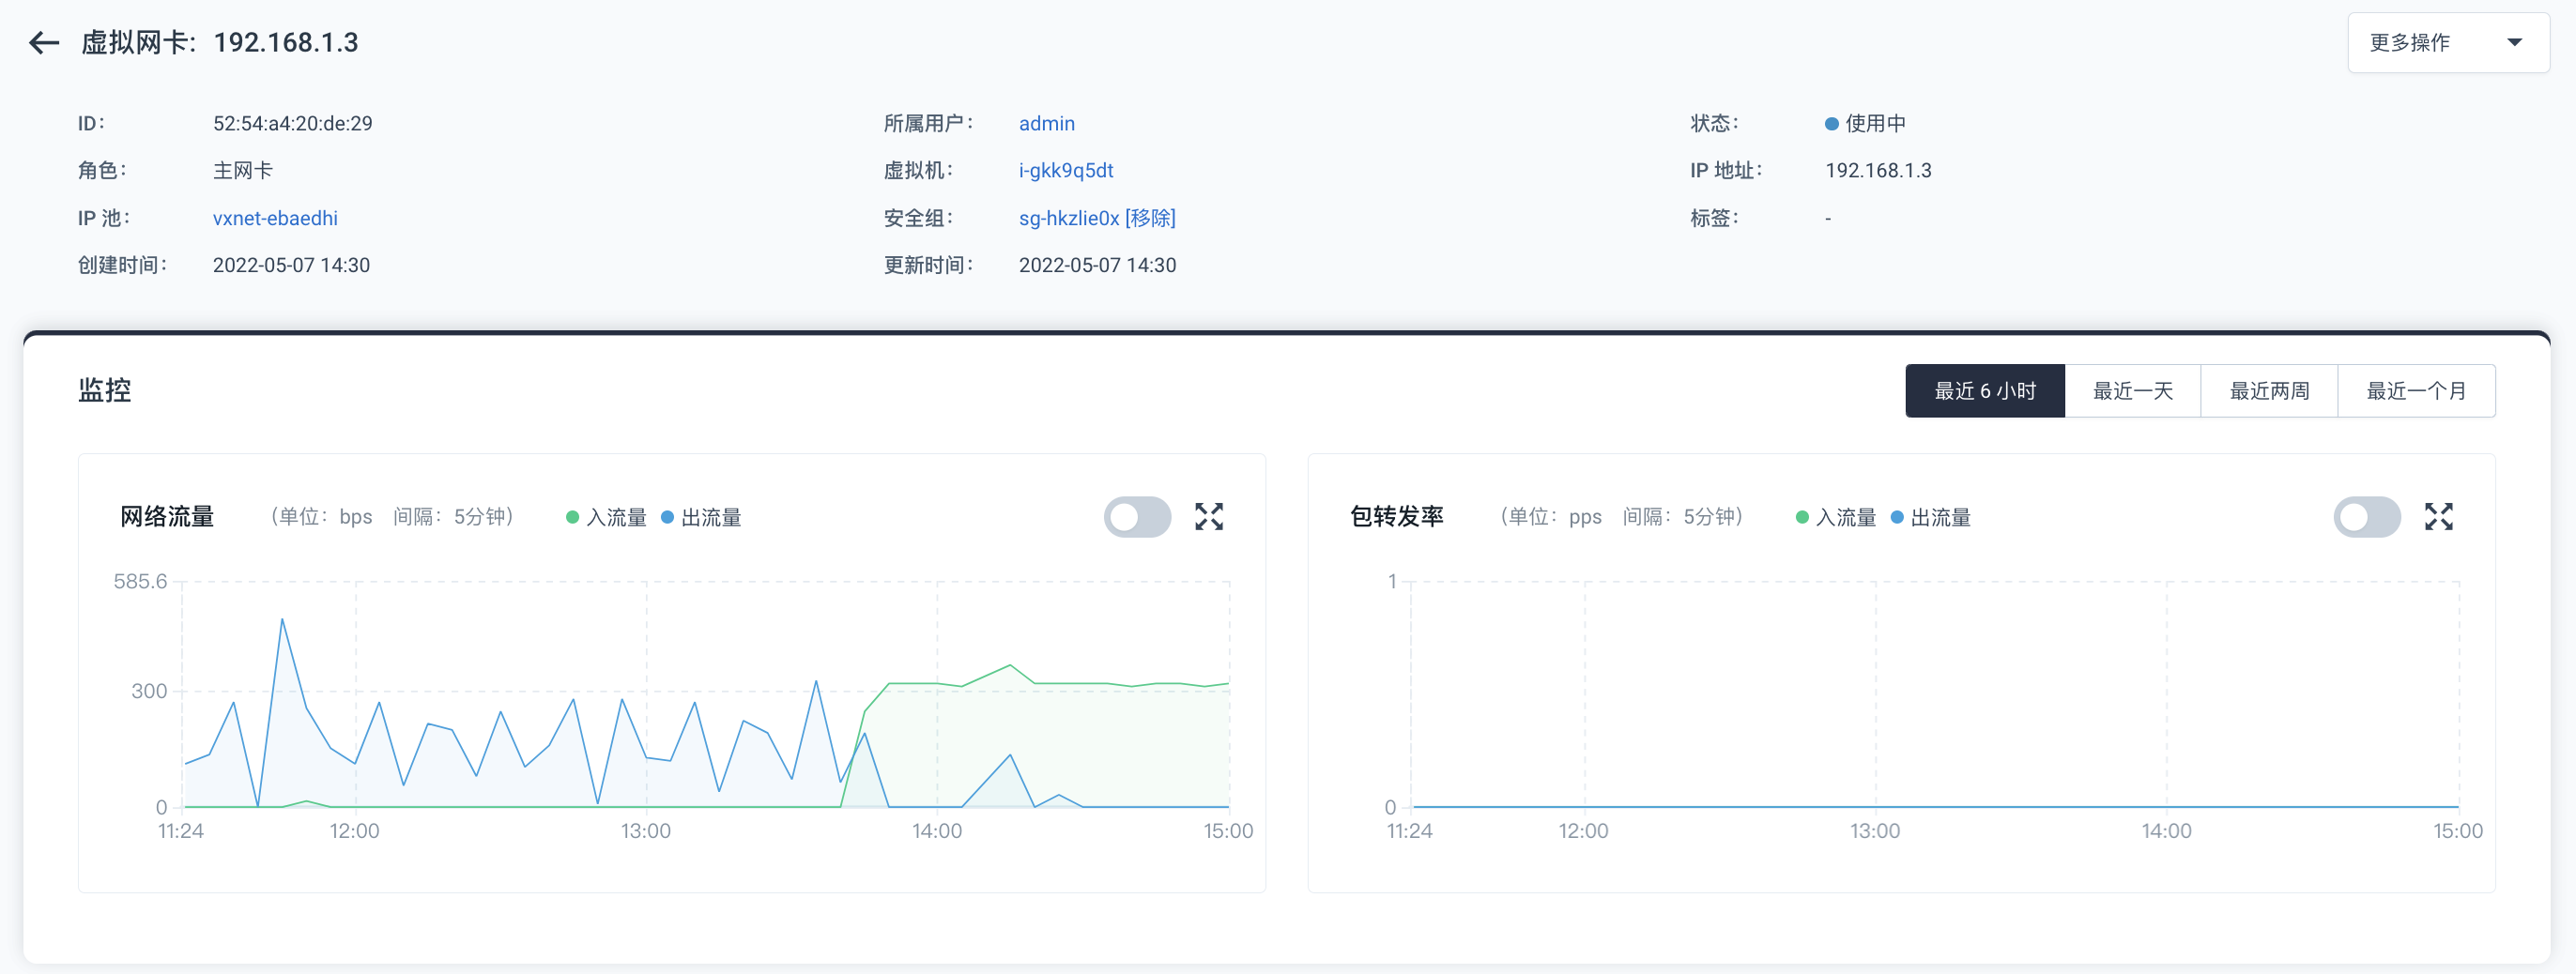 虚拟网卡: 192.168.1.3
更多操作
ID: 52:54:a4:20:de:29
所属用户: admin
状态: 使用中
角色: 主网卡
虚拟机: i-gkk9q5dt
IP 地址: 192.168.1.3
IP 池: vxnet-ebaedhi
安全组: sg-hkzlie0x [移除]
标签: -
创建时间: 2022-05-07 14:30
更新时间: 2022-05-07 14:30
监控
最近 6 小时 最近一天 最近两周 最近一个月
网络流量 (单位: bps 间隔: 5分钟) 入流量 出流量
585.6
300
0
11:24 12:00 13:00 14:00 15:00
包转发率 (单位: pps 间隔: 5分钟) 入流量 出流量
1
0
11:24 12:00 13:00 14:00 15:00